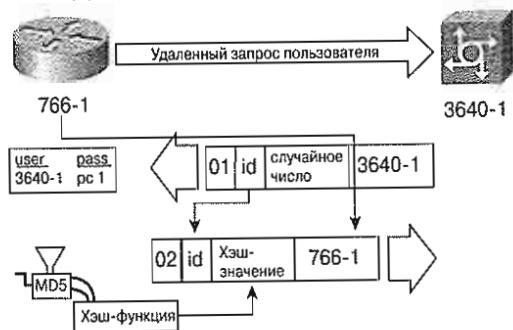 Удаленный запрос пользователя
766-1
3640-1
user pass
3640-1 pc 1
01 id случайное число 3640-1
02 id Хэш-значение 766-1
MD5
Хэш-функция